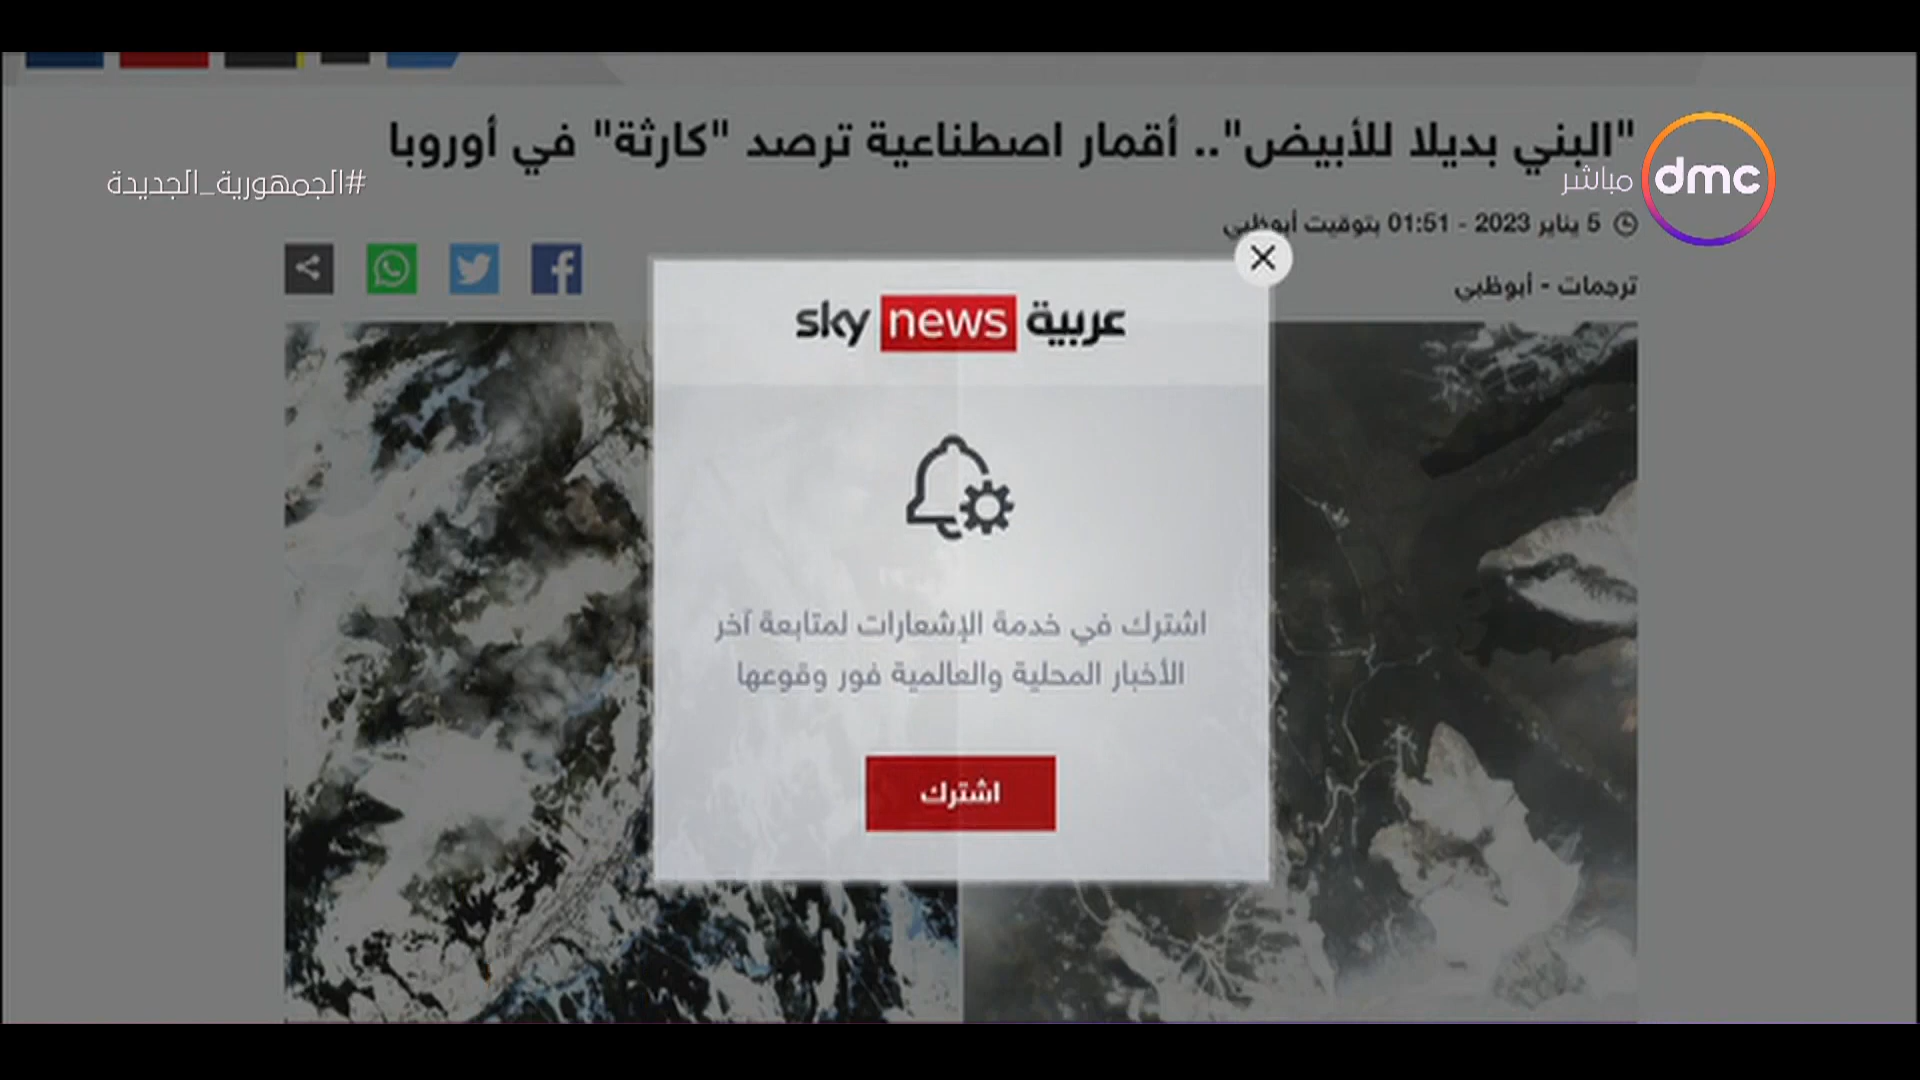 "البني بديلا للأبيض".. أقمار اصطناعية ترصد "كارثة" في أوروبا
dmc مباشر
#الجمهورية_الجديدة
5 يناير 2023 - 01:51 بتوقيت أبوظبي
ترجمات - أبوظبي
sky news عربية
اشترك في خدمة الإشعارات لمتابعة آخر
الأخبار المحلية والعالمية فور وقوعها
اشترك